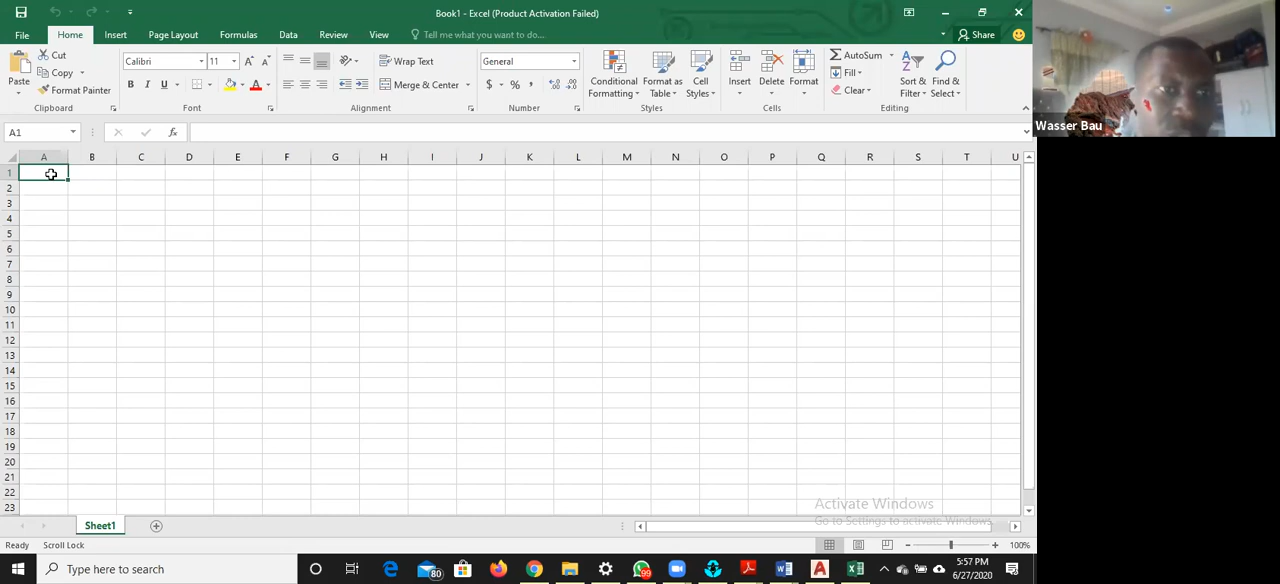 Book1 - Excel (Product Activation Failed)
File Home Insert Page Layout Formulas Data Review View Tell me what you want to do... Share
Cut
Copy
Format Painter
Paste
Clipboard
Calibri 11
B I U
Font
Wrap Text
Merge & Center
Alignment
General
$ % ,
Number
Conditional Formatting
Format as Table
Cell Styles
Styles
Insert Delete Format
Cells
AutoSum
Fill
Clear
Sort & Filter
Find & Select
Editing
Wasser Bau
A1 fx
A B C D E F G H I J K L M N O P Q R S T U
1
2
3
4
5
6
7
8
9
10
11
12
13
14
15
16
17
18
19
20
21
22
23
Activate Windows
Go to Settings to activate Windows.
Sheet1
Ready Scroll Lock 100%
Type here to search 80 99 5:57 PM
6/27/2020